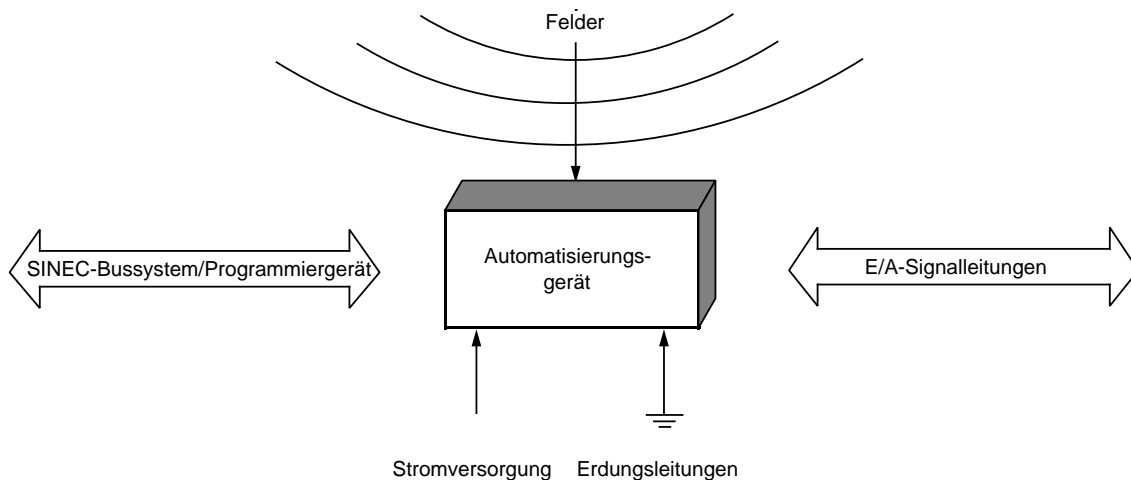 Felder
Automatisierungs-
gerät
SINEC-Bussystem/Programmiergerät
E/A-Signalleitungen
Stromversorgung
Erdungsleitungen